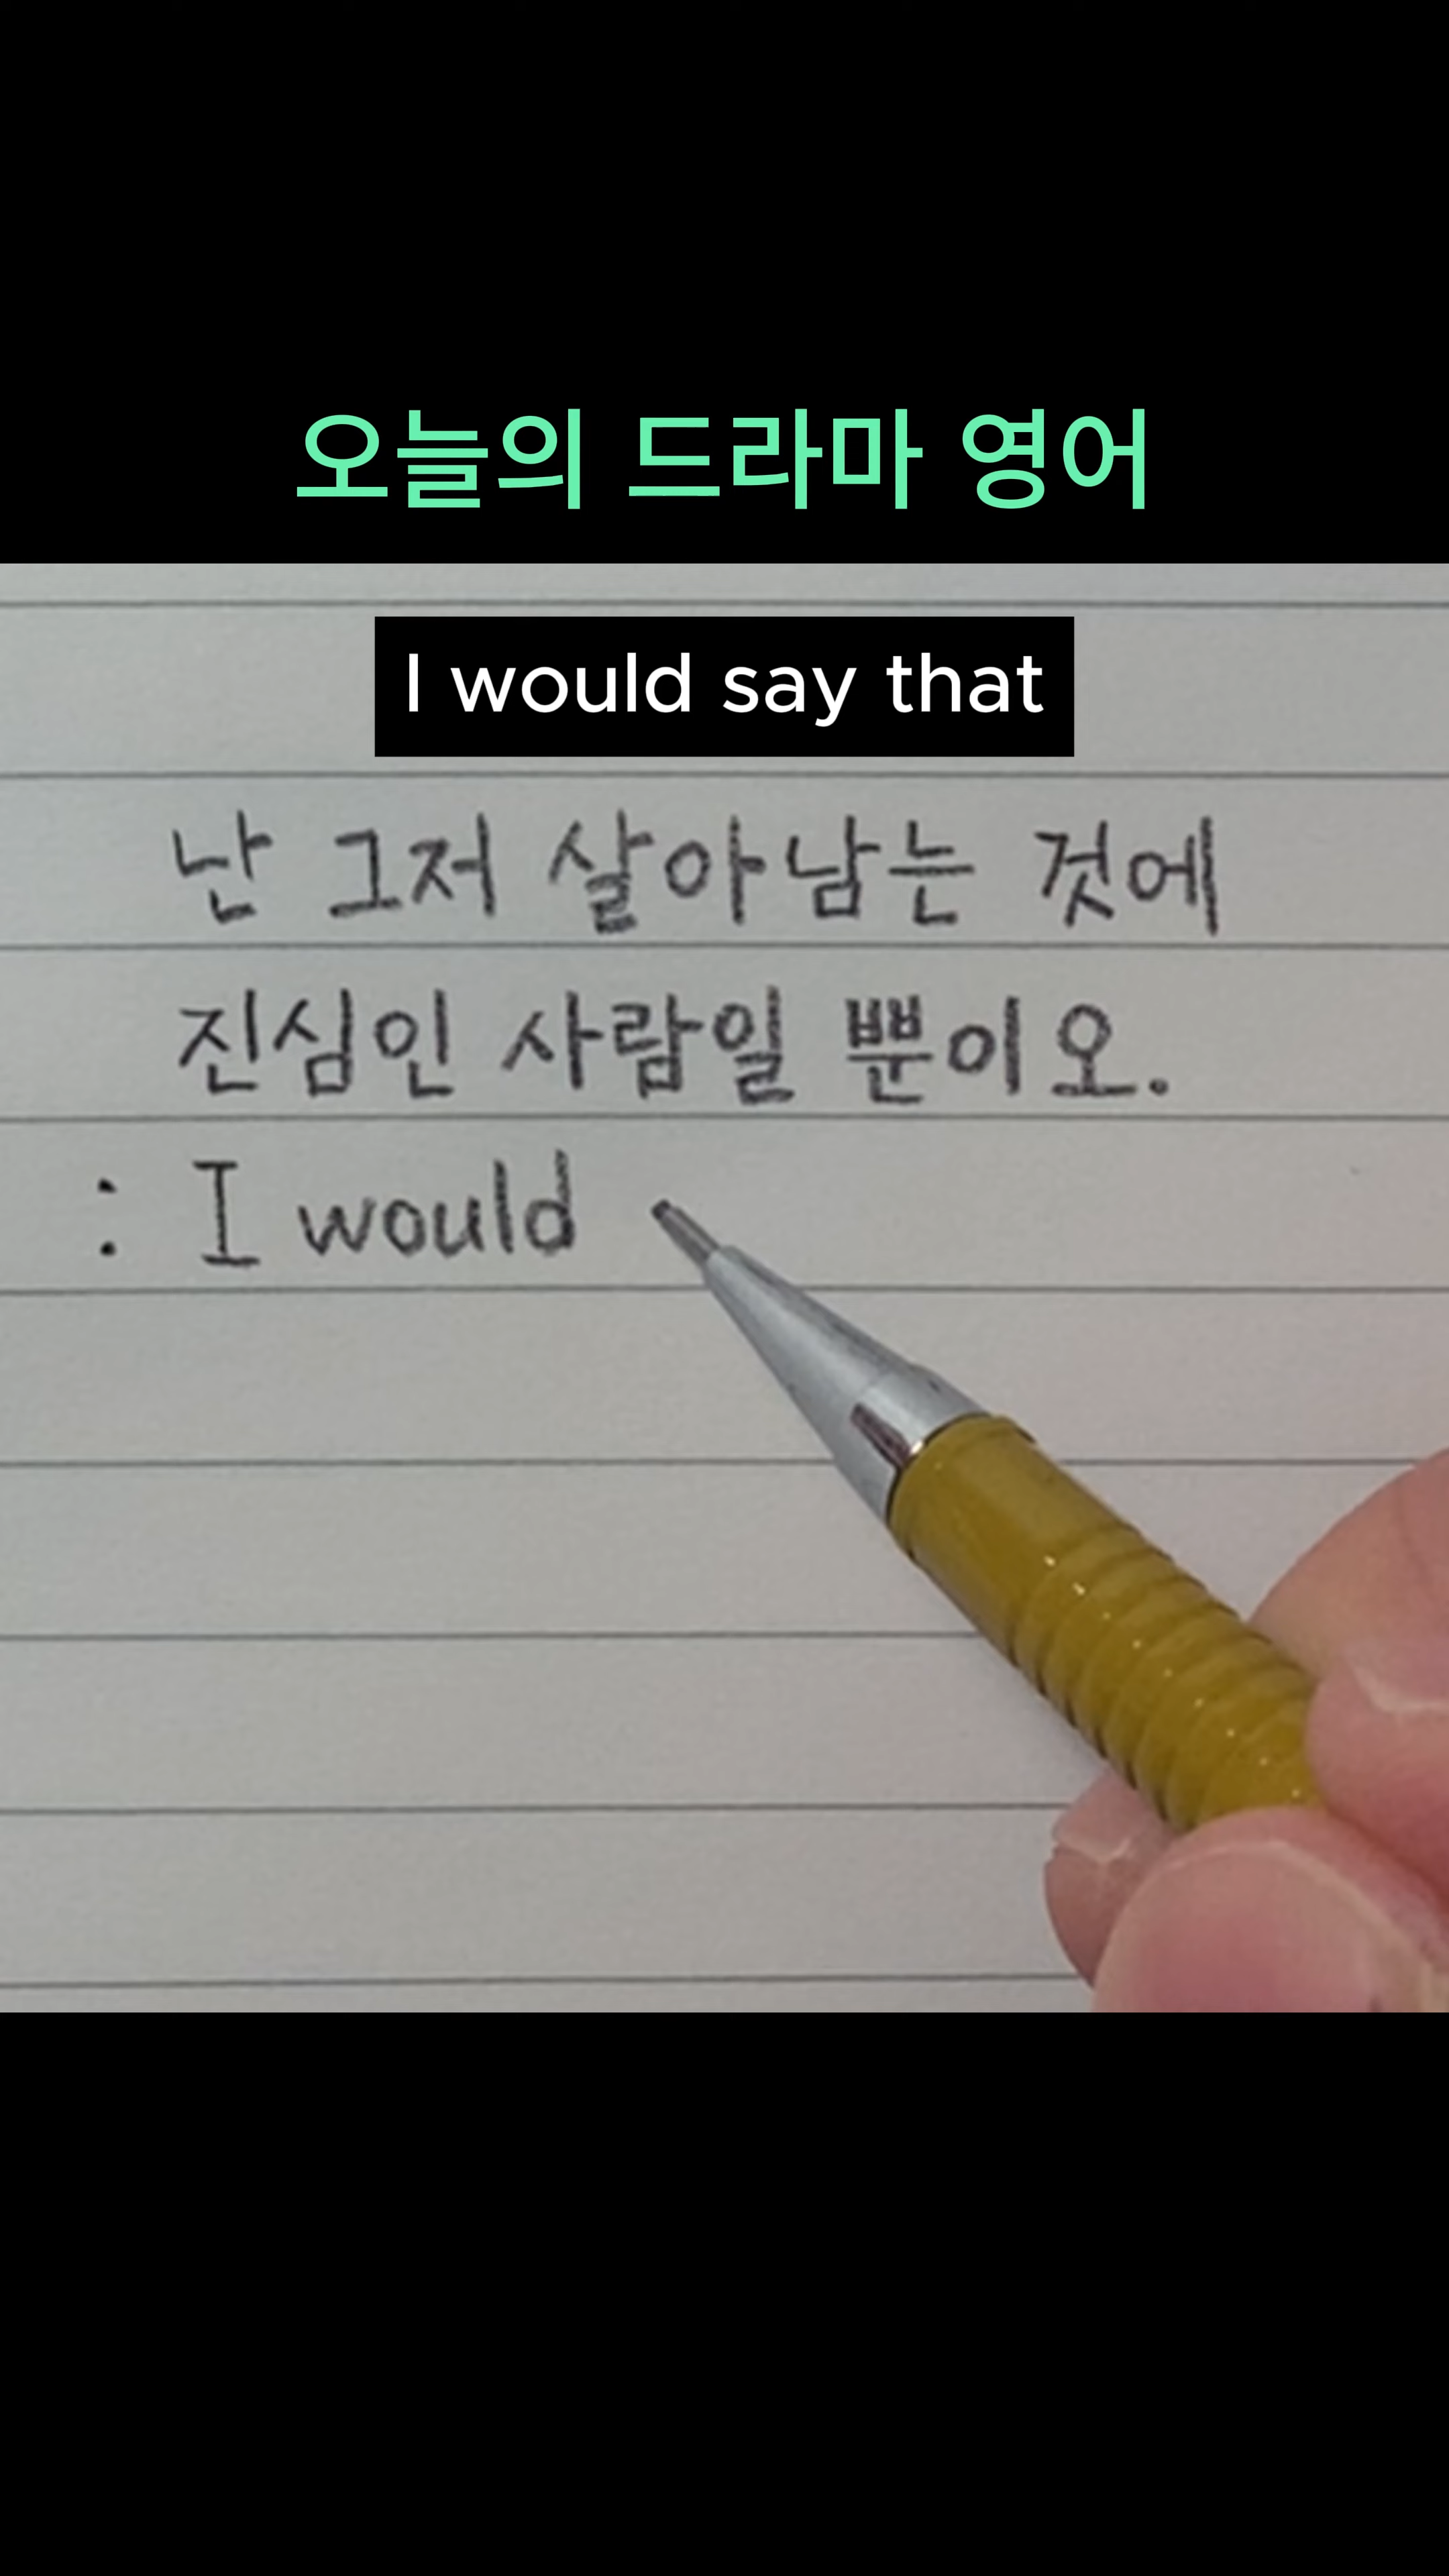 오늘의 드라마 영어
I would say that
난 그저 살아남는 것에
진심인 사람일 뿐이오.
: I would